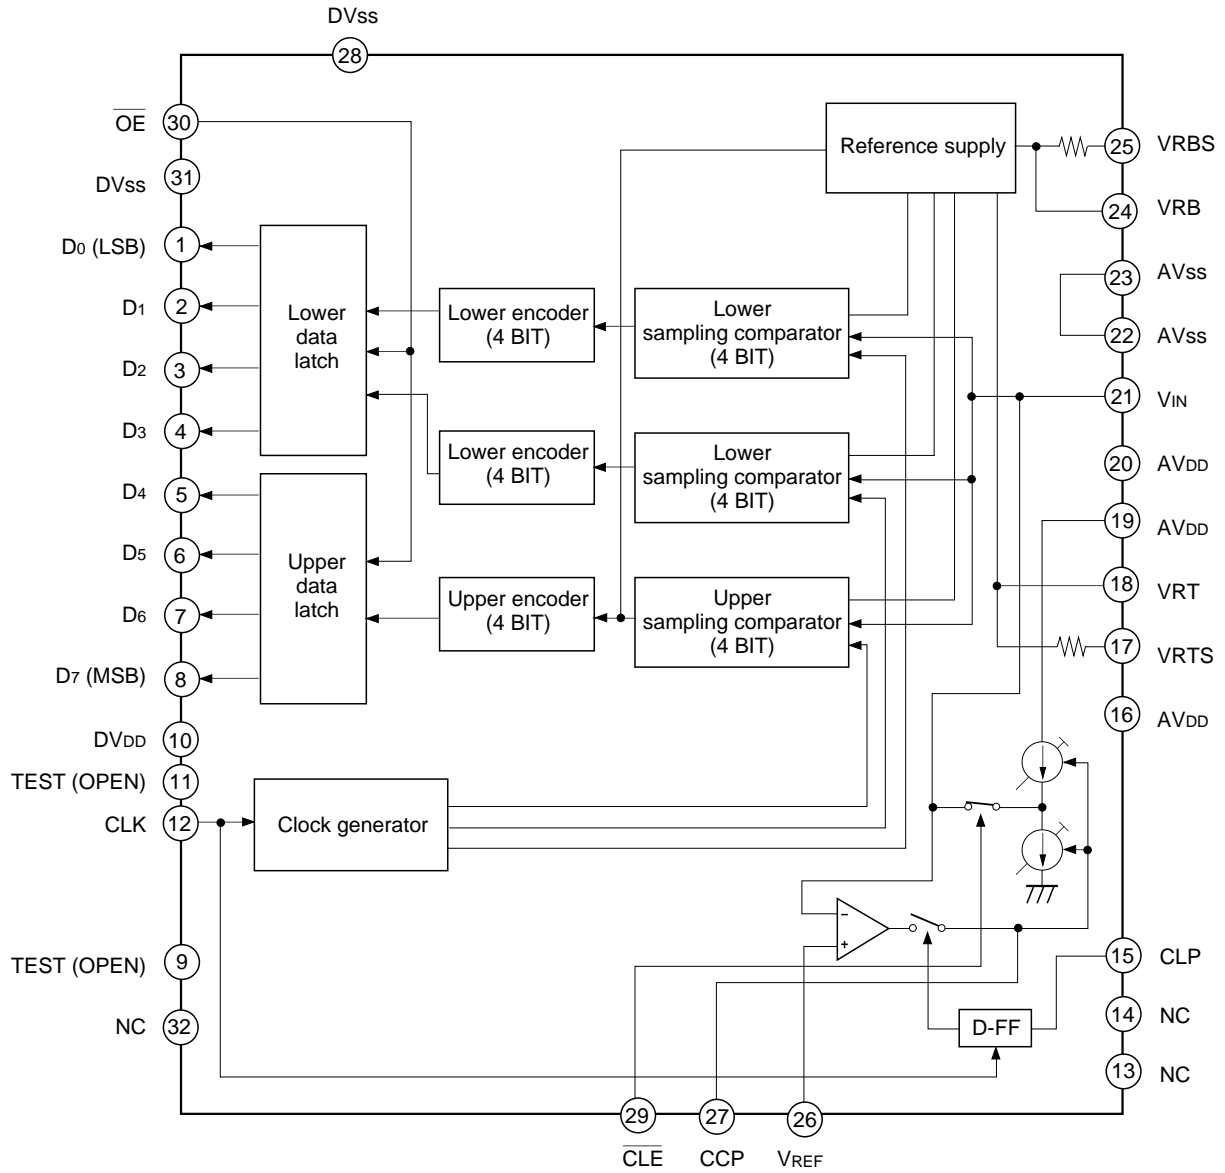 DVss
28
OE
30
DVss
31
D0 (LSB)
1
D1
2
D2
3
D3
4
D4
5
D5
6
D6
7
D7 (MSB)
8
DVDD
10
TEST (OPEN)
11
CLK
12
TEST (OPEN)
9
NC
32
Lower
data
latch
Upper
data
latch
Lower encoder
(4 BIT)
Lower encoder
(4 BIT)
Upper encoder
(4 BIT)
Lower
sampling comparator
(4 BIT)
Lower
sampling comparator
(4 BIT)
Upper
sampling comparator
(4 BIT)
Reference supply
Clock generator
D-FF
−
+
25
VRBS
24
VRB
23
AVss
22
AVss
21
VIN
20
AVDD
19
AVDD
18
VRT
17
VRTS
16
AVDD
15
CLP
14
NC
13
NC
29
27
26
CLE
CCP
VREF